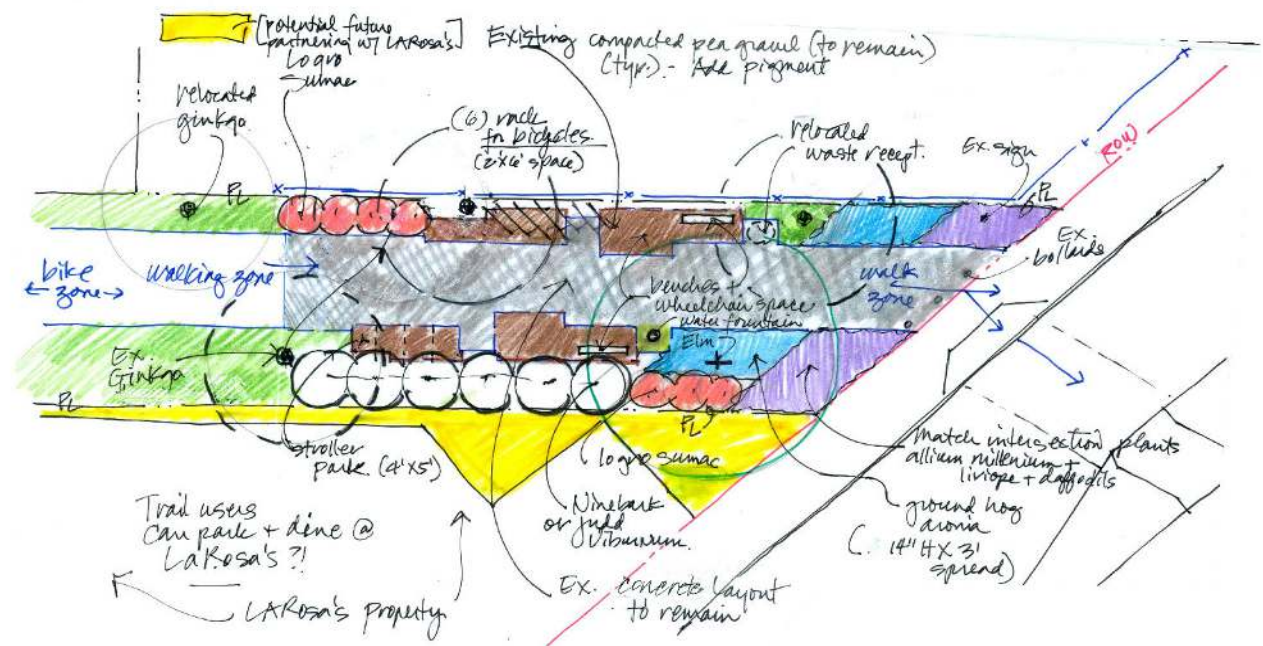 [potential future
partnering w/ LAROSA's]
Logro
Sumac
Existing compacted pea gravel (to remain)
(typ.) - Add pigment
relocated
ginkgo
(6) rack
for bicycles
(2'x6' space)
relocated
waste recept.
Ex. sign
ROW
PL
PL
Ex.
bollards
bike
zone
walking zone
walk
zone
benches +
wheelchair space
water fountain
Elm
Ex.
Ginkgo
PL
PL
stroller
park (4'x5')
logro sumac
Match intersection plants
allium millenium +
liriope + daffodils
Ninebark
or Judd
Viburnum
ground hog
aronia
(14" H x 3'
spread)
Trail users
can park + dine @
LaRosa's ?!
LAROSA's property
Ex. concrete layout
to remain